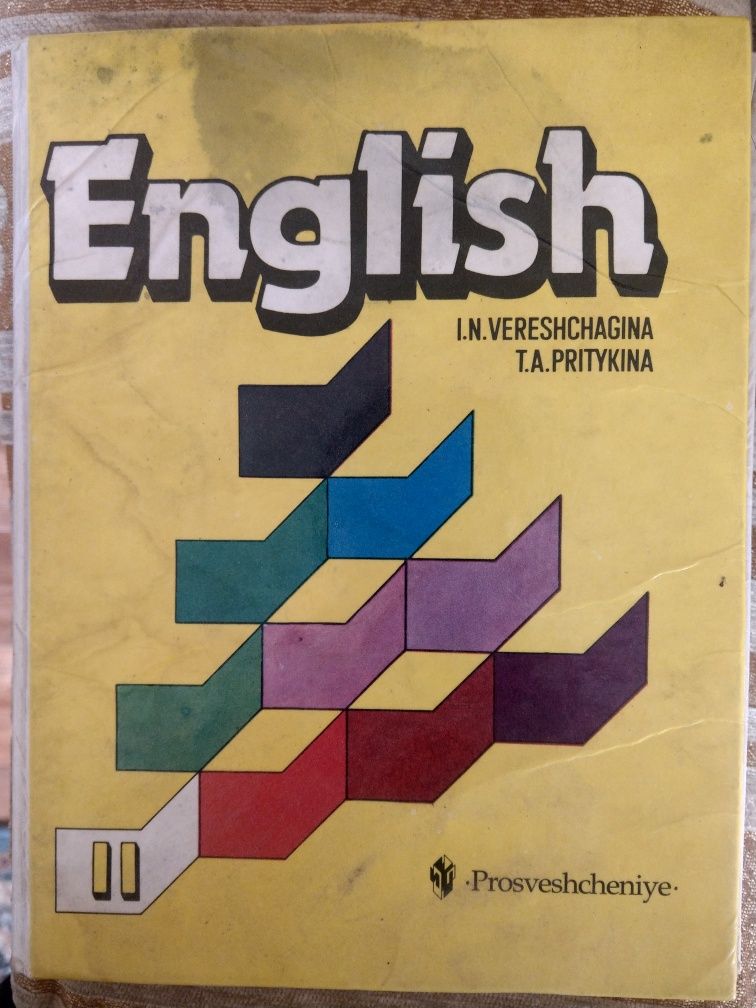 English
I.N.VERESHCHAGINA
T.A.PRITYKINA
II
·Prosveshcheniye·